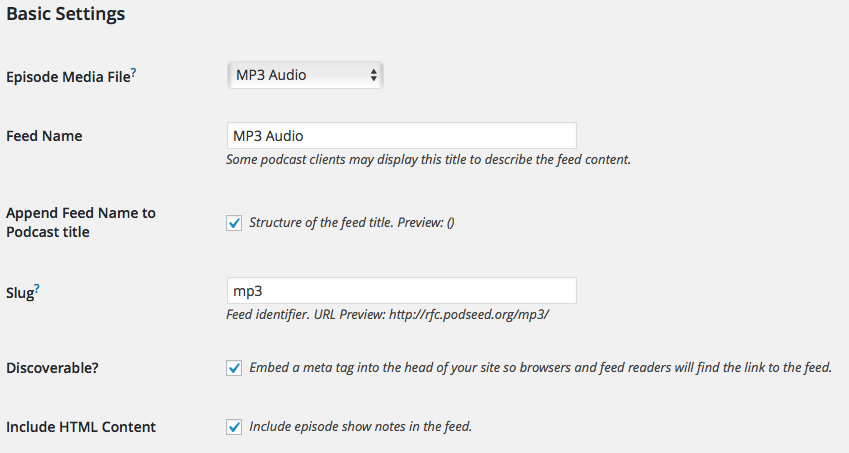 Basic Settings
Episode Media File?
MP3 Audio
Feed Name
MP3 Audio
Some podcast clients may display this title to describe the feed content.
Append Feed Name to
Podcast title
Structure of the feed title. Preview: ()
Slug?
mp3
Feed identifier. URL Preview: http://rfc.podseed.org/mp3/
Discoverable?
Embed a meta tag into the head of your site so browsers and feed readers will find the link to the feed.
Include HTML Content
Include episode show notes in the feed.